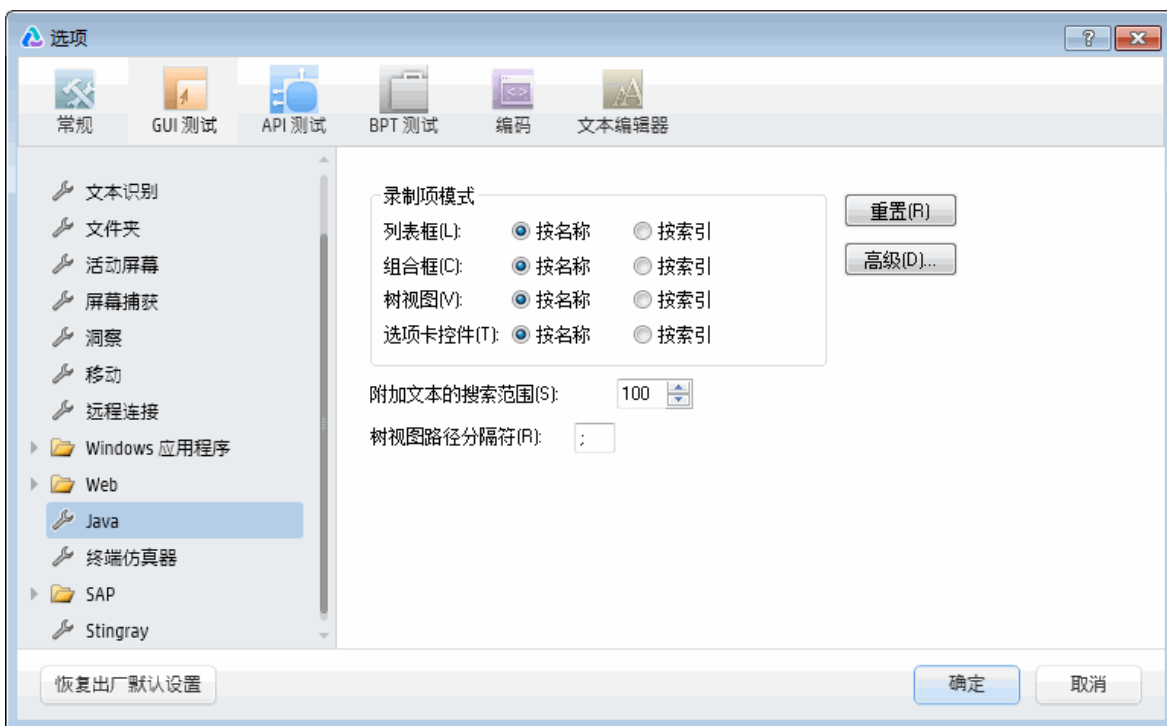 选项
常规 GUI 测试 API 测试 BPT 测试 编码 文本编辑器
文本识别
文件夹
活动屏幕
屏幕捕获
洞察
移动
远程连接
Windows 应用程序
Web
Java
终端仿真器
SAP
Stingray
录制项模式
列表框(L): 按名称 按索引
组合框(C): 按名称 按索引
树视图(V): 按名称 按索引
选项卡控件(T): 按名称 按索引
附加文本的搜索范围(S): 100
树视图路径分隔符(R): ;
重置(R)
高级(D)...
恢复出厂默认设置 确定 取消